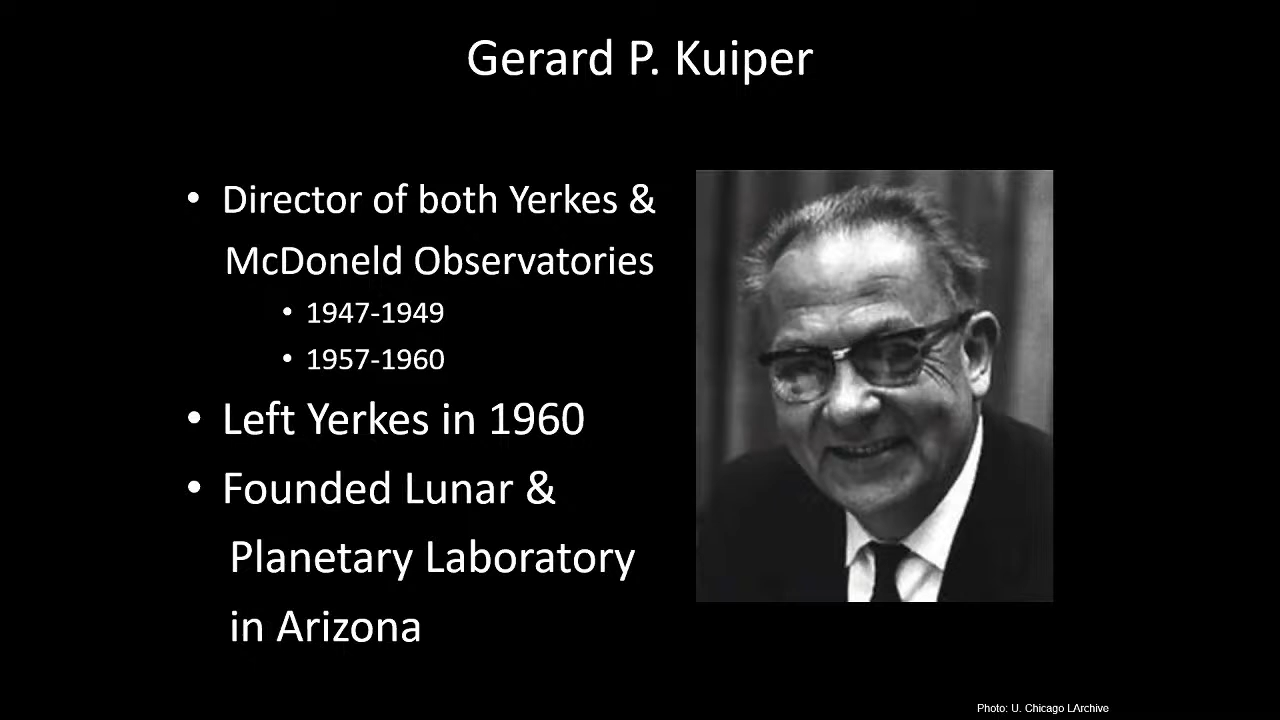 Gerard P. Kuiper
• Director of both Yerkes &
McDoneld Observatories
• 1947-1949
• 1957-1960
• Left Yerkes in 1960
• Founded Lunar &
Planetary Laboratory
in Arizona
Photo: U. Chicago LArchive